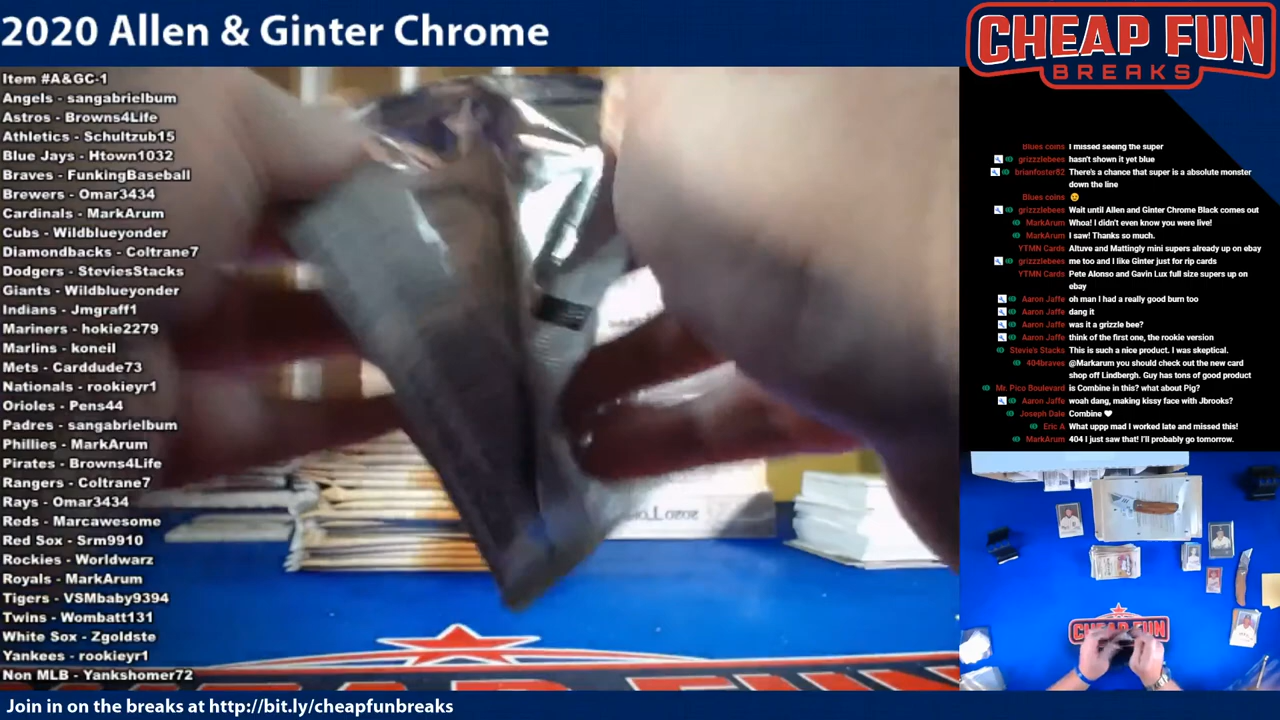 2020 Allen & Ginter Chrome
CHEAP FUN
BREAKS
Item #A&GC-1
Angels - sangabrielbum
Astros - Browns4Life
Athletics - Schultzub15
Blue Jays - Htown1032
Braves - FunkingBaseball
Brewers - Omar3434
Cardinals - MarkArum
Cubs - Wildblueyonder
Diamondbacks - Coltrane7
Dodgers - SteviesStacks
Giants - Wildblueyonder
Indians - Jmgraff1
Mariners - hokie2279
Marlins - koneil
Mets - Carddude73
Nationals - rookieyr1
Orioles - Pens44
Padres - sangabrielbum
Phillies - MarkArum
Pirates - Browns4Life
Rangers - Coltrane7
Rays - Omar3434
Reds - Marcawesome
Red Sox - Srm9910
Rockies - Worldwarz
Royals - MarkArum
Tigers - VSMbaby9394
Twins - Wombatt131
White Sox - Zgoldste
Yankees - rookieyr1
Non MLB - Yankshomer72
Blues coins I missed seeing the super
grizzzlebees hasn't shown it yet blue
brianfoster82 There's a chance that super is a absolute monster
down the line
Blues coins 😉
grizzzlebees Wait until Allen and Ginter Chrome Black comes out
MarkArum Whoa! I didn't even know you were live!
MarkArum I saw! Thanks so much.
YTMN Cards Altuve and Mattingly mini supers already up on ebay
grizzzlebees me too and I like Ginter just for rip cards
YTMN Cards Pete Alonso and Gavin Lux full size supers up on
ebay
Aaron Jaffe oh man I had a really good burn too
Aaron Jaffe dang it
Aaron Jaffe was it a grizzle bee?
Aaron Jaffe think of the first one, the rookie version
Stevie's Stacks This is such a nice product. I was skeptical.
404braves @Markarum you should check out the new card
shop off Lindbergh. Guy has tons of good product
Mr. Pico Boulevard is Combine in this? what about Pig?
Aaron Jaffe woah dang, making kissy face with Jbrooks?
Joseph Dale Combine ❤
Eric A What uppp mad I worked late and missed this!
MarkArum 404 I just saw that! I'll probably go tomorrow.
2020
CHEAP FUN
Join in on the breaks at http://bit.ly/cheapfunbreaks